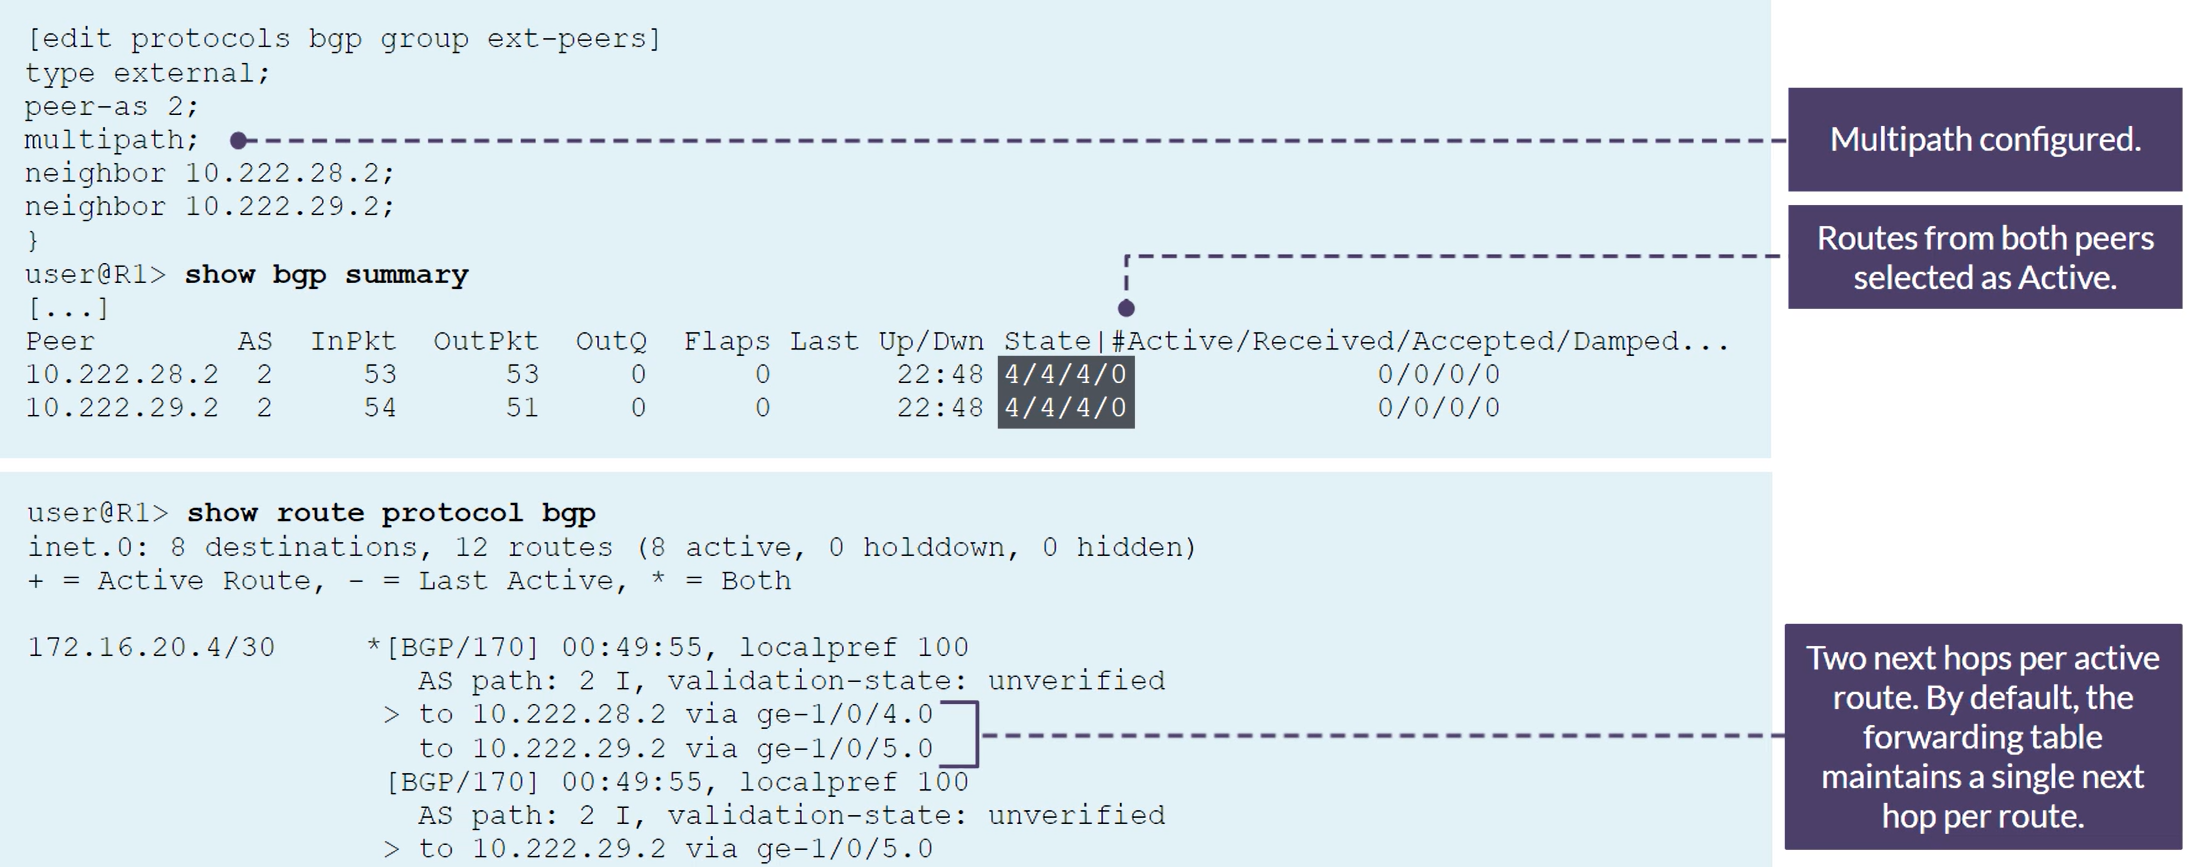 [edit protocols bgp group ext-peers]
type external;
peer-as 2;
multipath;
neighbor 10.222.28.2;
neighbor 10.222.29.2;
}
user@R1> show bgp summary
[...]
Peer AS InPkt OutPkt OutQ Flaps Last Up/Dwn State|#Active/Received/Accepted/Damped...
10.222.28.2 2 53 53 0 0 22:48 4/4/4/0 0/0/0/0
10.222.29.2 2 54 51 0 0 22:48 4/4/4/0 0/0/0/0
Multipath configured.
Routes from both peers
selected as Active.
user@R1> show route protocol bgp
inet.0: 8 destinations, 12 routes (8 active, 0 holddown, 0 hidden)
+ = Active Route, - = Last Active, * = Both
172.16.20.4/30 *[BGP/170] 00:49:55, localpref 100
AS path: 2 I, validation-state: unverified
> to 10.222.28.2 via ge-1/0/4.0
to 10.222.29.2 via ge-1/0/5.0
[BGP/170] 00:49:55, localpref 100
AS path: 2 I, validation-state: unverified
> to 10.222.29.2 via ge-1/0/5.0
Two next hops per active
route. By default, the
forwarding table
maintains a single next
hop per route.